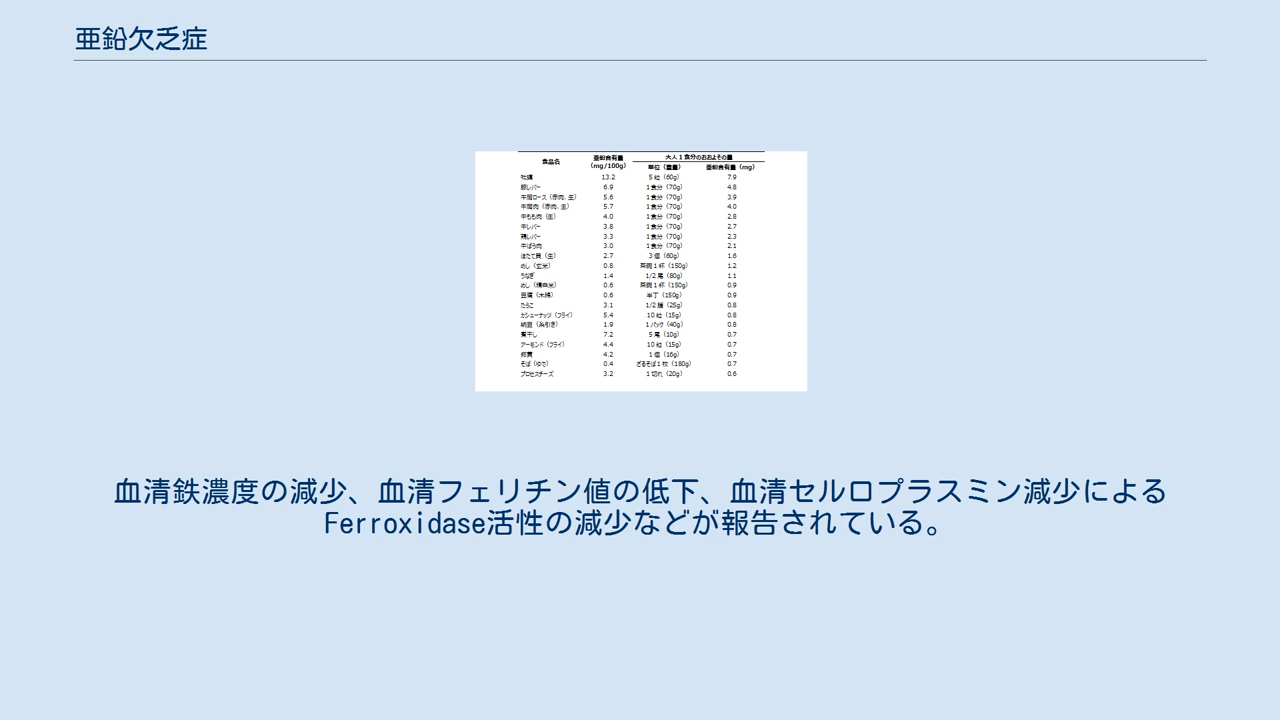 亜鉛欠乏症
食品名 亜鉛含有量 (mg/100g) 大人1食分のおおよその量
単位（重量） 亜鉛含有量（mg）
牡蠣 13.2 5粒（60g） 7.9
豚レバー 6.9 1食分（70g） 4.8
牛肩ロース（赤肉、生） 5.6 1食分（70g） 3.9
牛肩肉（赤肉、生） 5.7 1食分（70g） 4.0
牛もも肉（生） 4.0 1食分（70g） 2.8
牛レバー 3.8 1食分（70g） 2.7
鶏レバー 3.3 1食分（70g） 2.3
牛ばら肉 3.0 1食分（70g） 2.1
ほたて貝（生） 2.7 3個（60g） 1.6
めし（玄米） 0.8 茶碗1杯（150g） 1.2
うなぎ 1.4 1/2尾（80g） 1.1
めし（精白米） 0.6 茶碗1杯（150g） 0.9
豆腐（木綿） 0.6 半丁（150g） 0.9
たらこ 3.1 1/2腹（25g） 0.8
カシューナッツ（フライ） 5.4 10粒（15g） 0.8
納豆（糸引き） 1.9 1パック（40g） 0.8
煮干し 7.2 5尾（10g） 0.7
アーモンド（フライ） 4.4 10粒（15g） 0.7
卵黄 4.2 1個（16g） 0.7
そば（ゆで） 0.4 ざるそば1枚（180g） 0.7
プロセスチーズ 3.2 1切れ（20g） 0.6
血清鉄濃度の減少、血清フェリチン値の低下、血清セルロプラスミン減少による
Ferroxidase活性の減少などが報告されている。